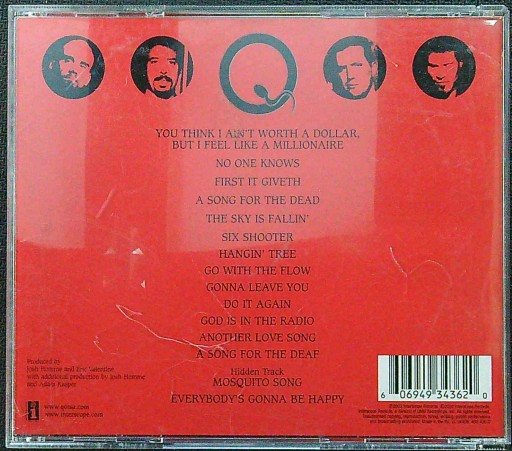 YOU THINK I AIN'T WORTH A DOLLAR,
BUT I FEEL LIKE A MILLIONAIRE
NO ONE KNOWS
FIRST IT GIVETH
A SONG FOR THE DEAD
THE SKY IS FALLIN'
SIX SHOOTER
HANGIN' TREE
GO WITH THE FLOW
GONNA LEAVE YOU
DO IT AGAIN
GOD IS IN THE RADIO
ANOTHER LOVE SONG
A SONG FOR THE DEAF
Hidden Track
MOSQUITO SONG
EVERYBODY'S GONNA BE HAPPY
Produced by
Josh Homme and Eric Valentine
with additional production by Josh Homme
and Adam Kasper
www.qotsa.com
www.interscope.com
6 06949 34362 0